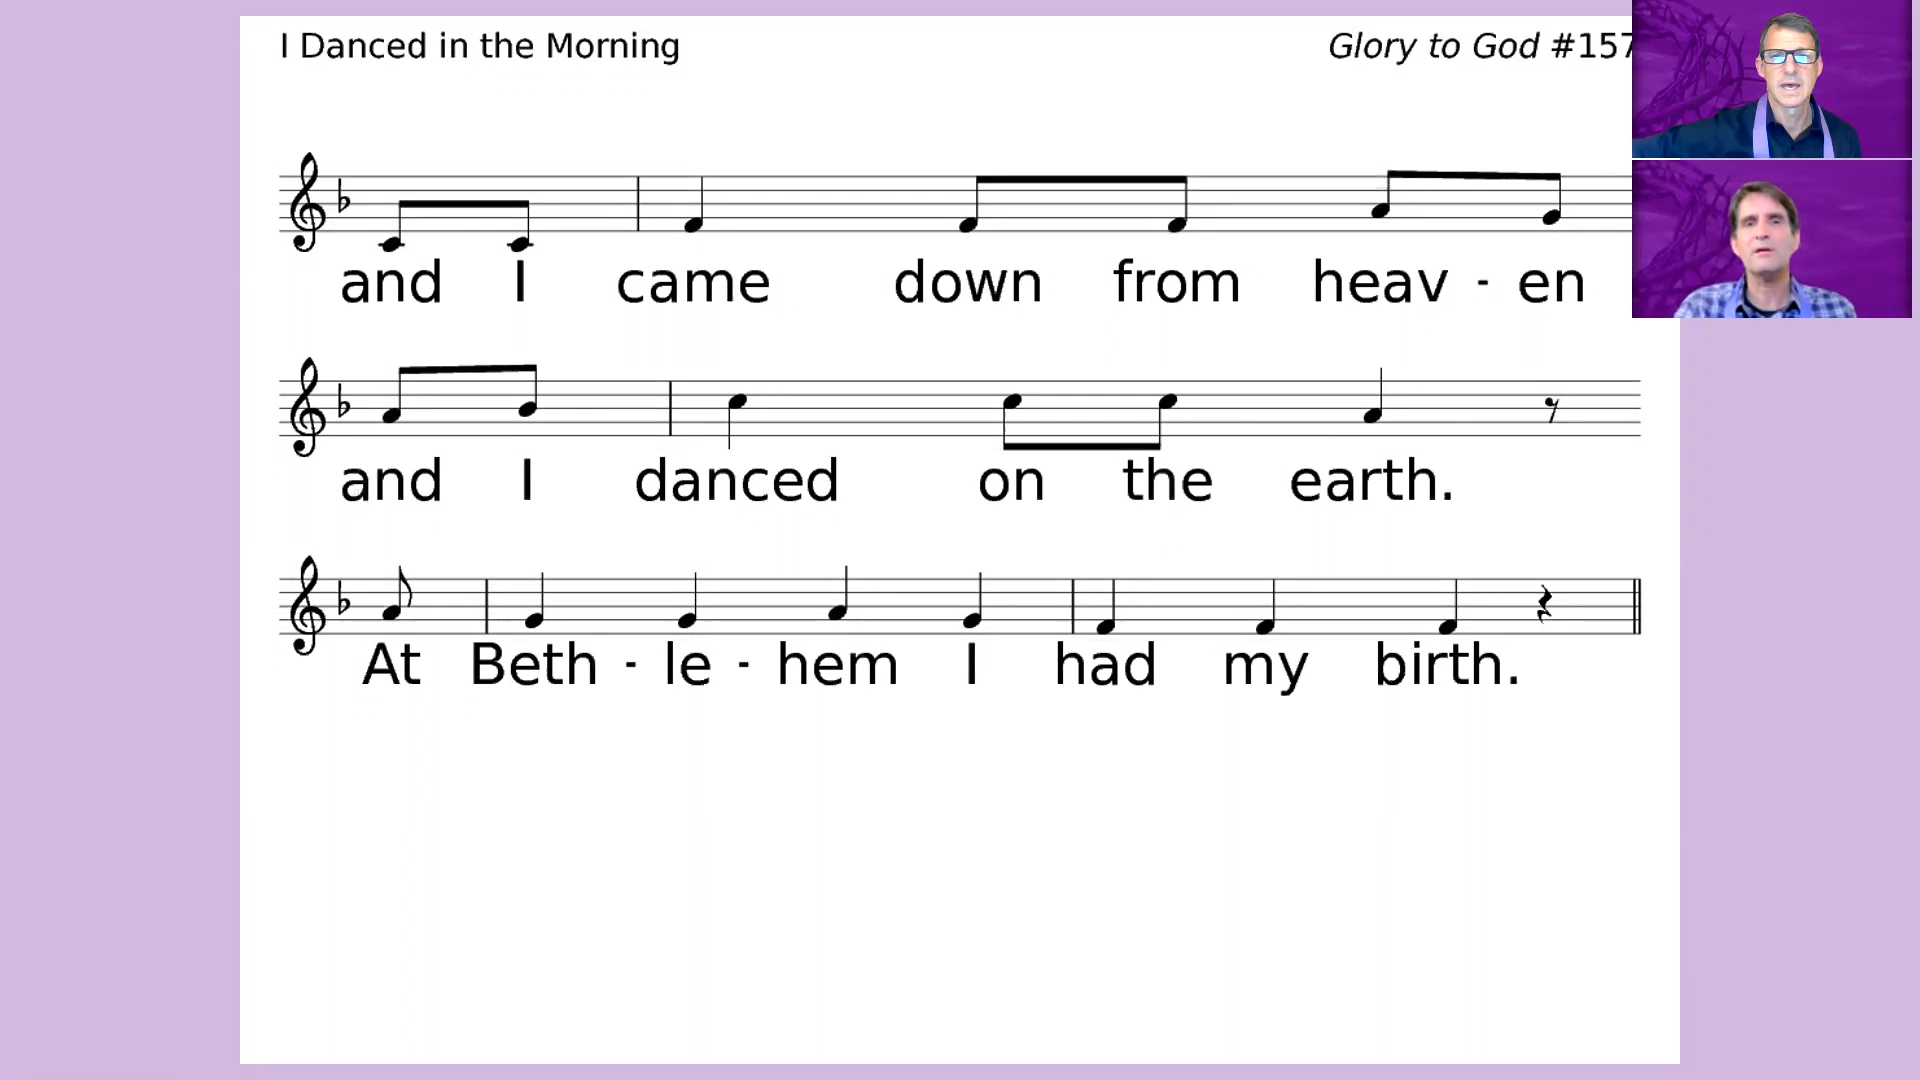 I Danced in the Morning
Glory to God #157
and I came down from heav - en
and I danced on the earth.
At Beth - le - hem I had my birth.